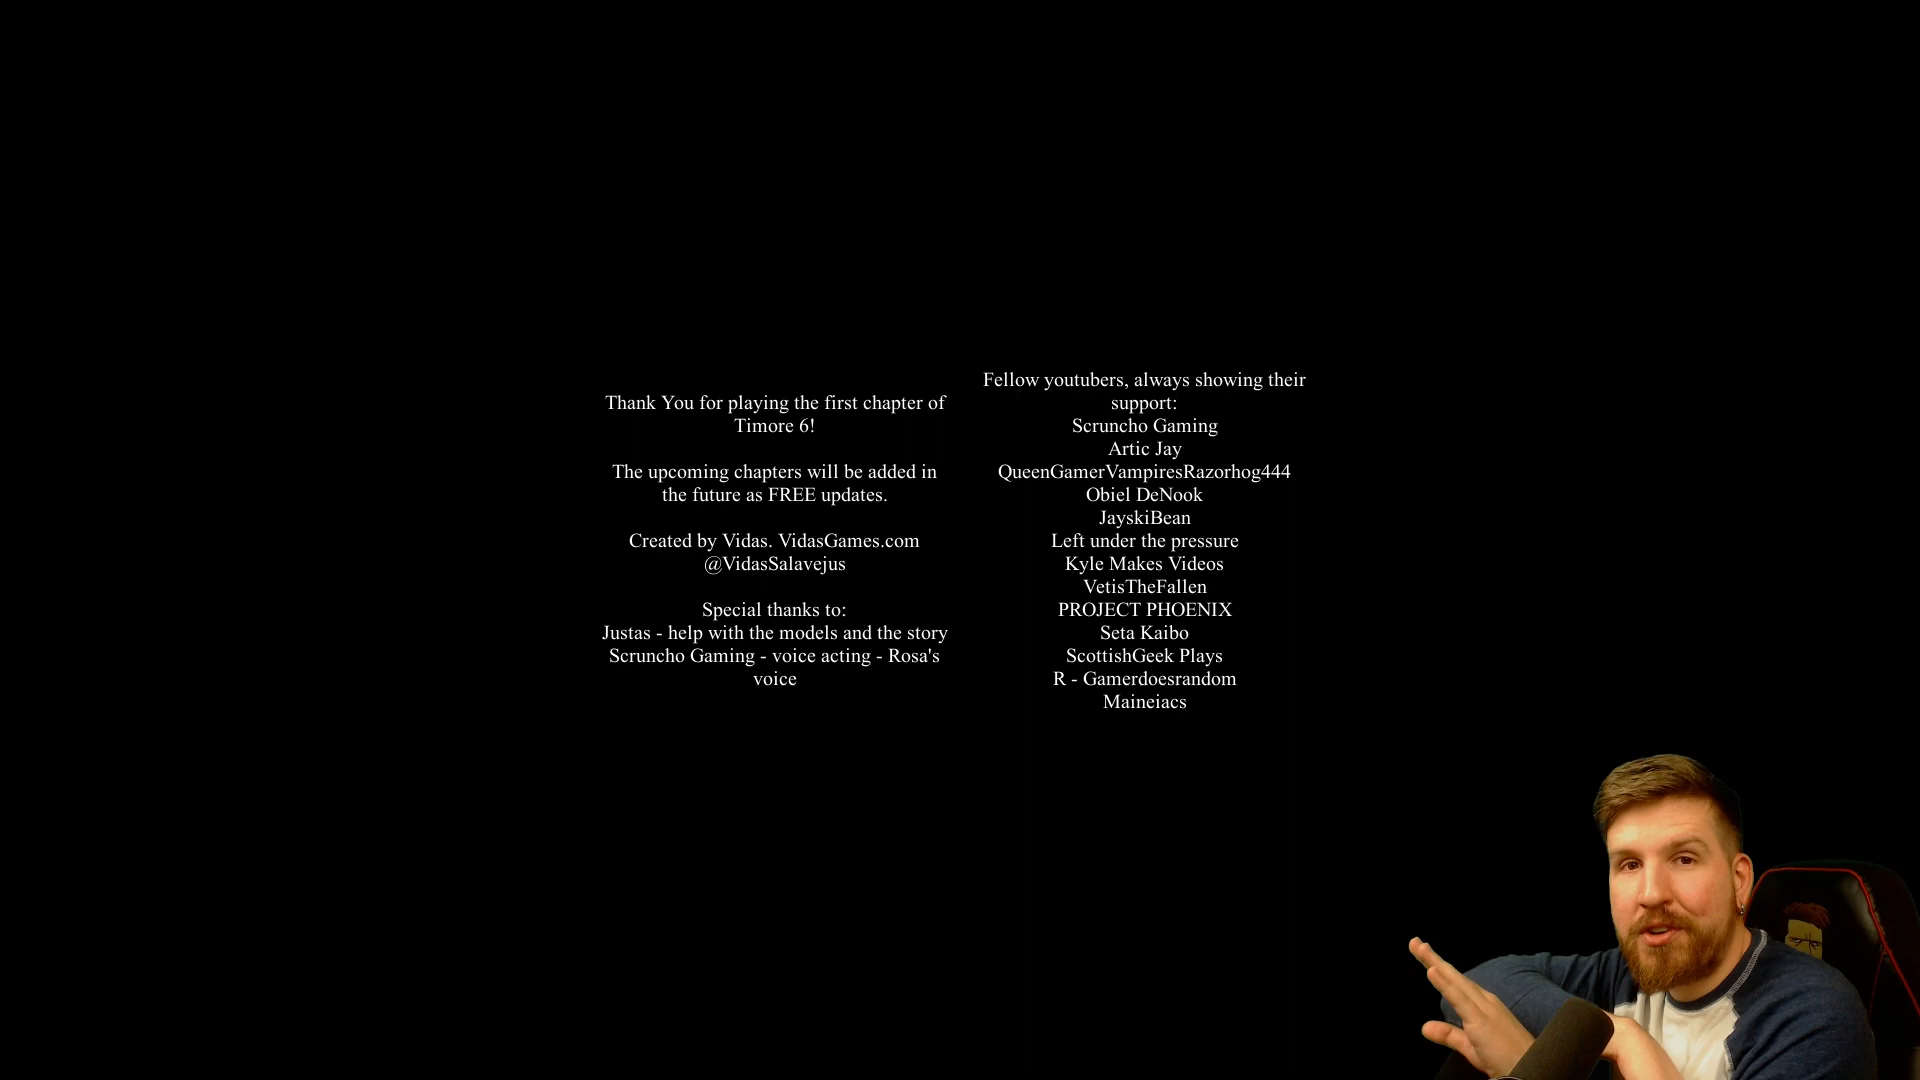 Thank You for playing the first chapter of
Timore 6!
The upcoming chapters will be added in
the future as FREE updates.
Created by Vidas. VidasGames.com
@VidasSalavejus
Special thanks to:
Justas - help with the models and the story
Scruncho Gaming - voice acting - Rosa's
voice
Fellow youtubers, always showing their
support:
Scruncho Gaming
Artic Jay
QueenGamerVampiresRazorhog444
Obiel DeNook
JayskiBean
Left under the pressure
Kyle Makes Videos
VetisTheFallen
PROJECT PHOENIX
Seta Kaibo
ScottishGeek Plays
R - Gamerdoesrandom
Maineiacs